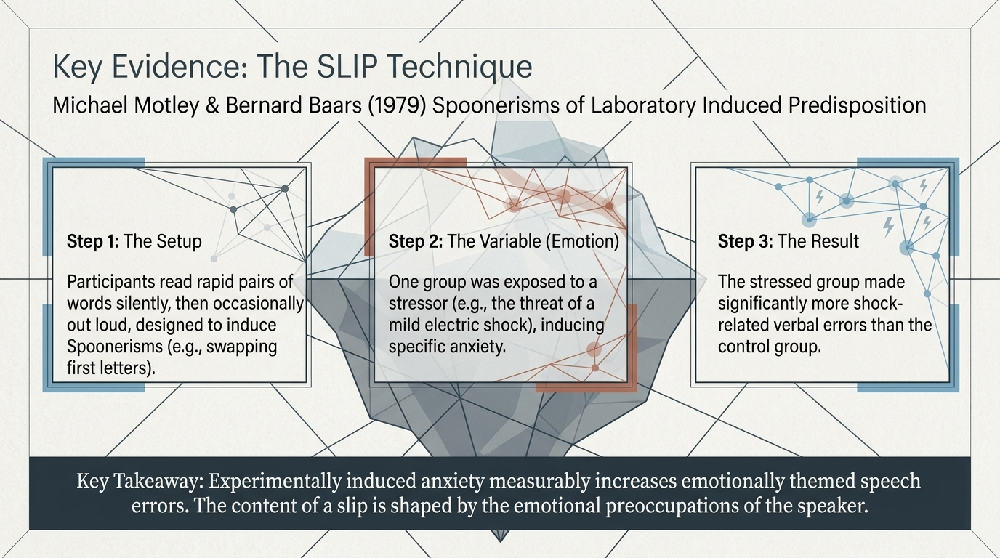 Key Evidence: The SLIP Technique
Michael Motley & Bernard Baars (1979) Spoonerisms of Laboratory Induced Predisposition
Step 1: The Setup
Participants read rapid pairs of
words silently, then occasionally
out loud, designed to induce
Spoonerisms (e.g., swapping
first letters).
Step 2: The Variable (Emotion)
One group was exposed to a
stressor (e.g., the threat of a
mild electric shock), inducing
specific anxiety.
Step 3: The Result
The stressed group made
significantly more shock-
related verbal errors than the
control group.
Key Takeaway: Experimentally induced anxiety measurably increases emotionally themed speech
errors. The content of a slip is shaped by the emotional preoccupations of the speaker.